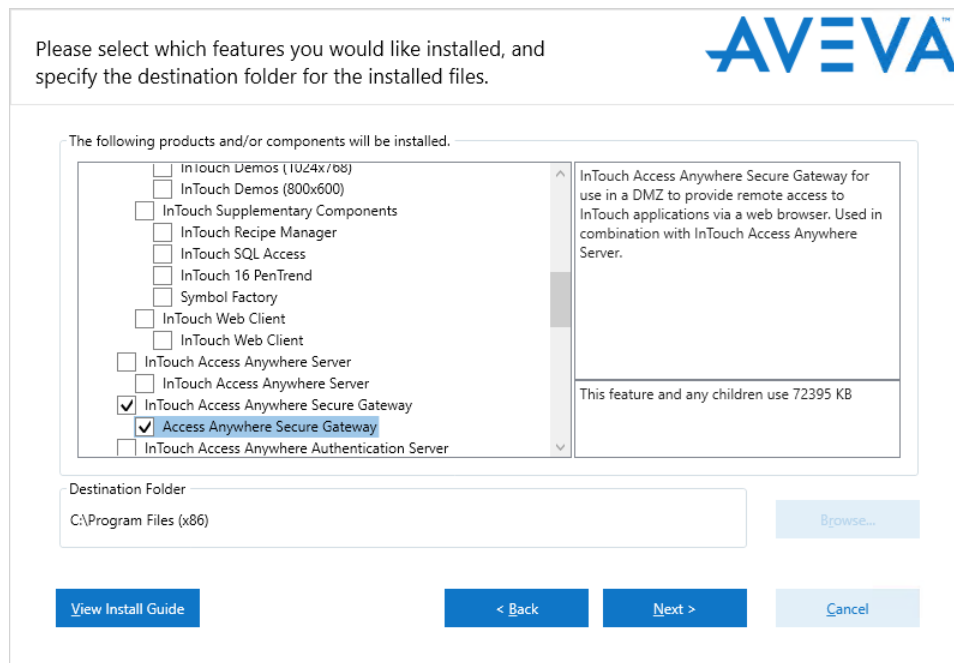 Please select which features you would like installed, and
specify the destination folder for the installed files.
AVEVA™
The following products and/or components will be installed.
InTouch Demos (1024x768)
InTouch Demos (800x600)
InTouch Supplementary Components
InTouch Recipe Manager
InTouch SQL Access
InTouch 16 PenTrend
Symbol Factory
InTouch Web Client
InTouch Web Client
InTouch Access Anywhere Server
InTouch Access Anywhere Server
InTouch Access Anywhere Secure Gateway
Access Anywhere Secure Gateway
InTouch Access Anywhere Authentication Server
InTouch Access Anywhere Secure Gateway for
use in a DMZ to provide remote access to
InTouch applications via a web browser. Used in
combination with InTouch Access Anywhere
Server.
This feature and any children use 72395 KB
Destination Folder
C:\Program Files (x86)
Browse...
View Install Guide
< Back
Next >
Cancel